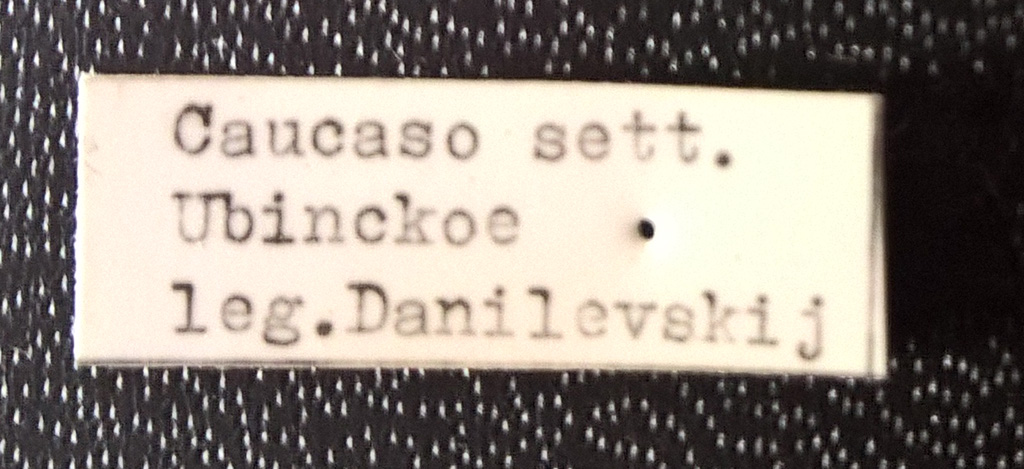 Caucaso sett.
Ubinckoe
leg.Danilevskij